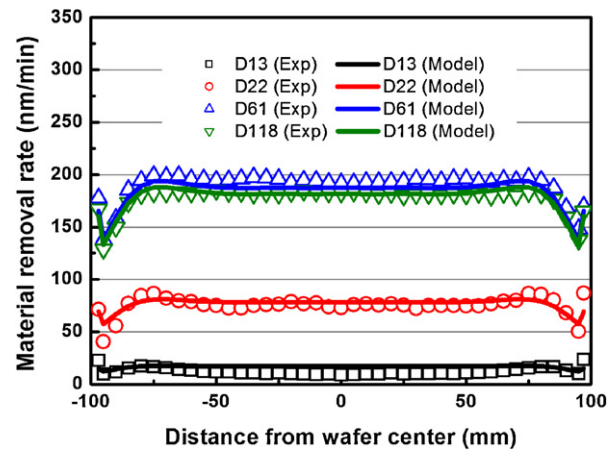 Material removal rate (nm/min)
350
300
250
200
150
100
50
0
D13 (Exp) D13 (Model)
D22 (Exp) D22 (Model)
D61 (Exp) D61 (Model)
D118 (Exp) D118 (Model)
-100 -50 0 50 100
Distance from wafer center (mm)